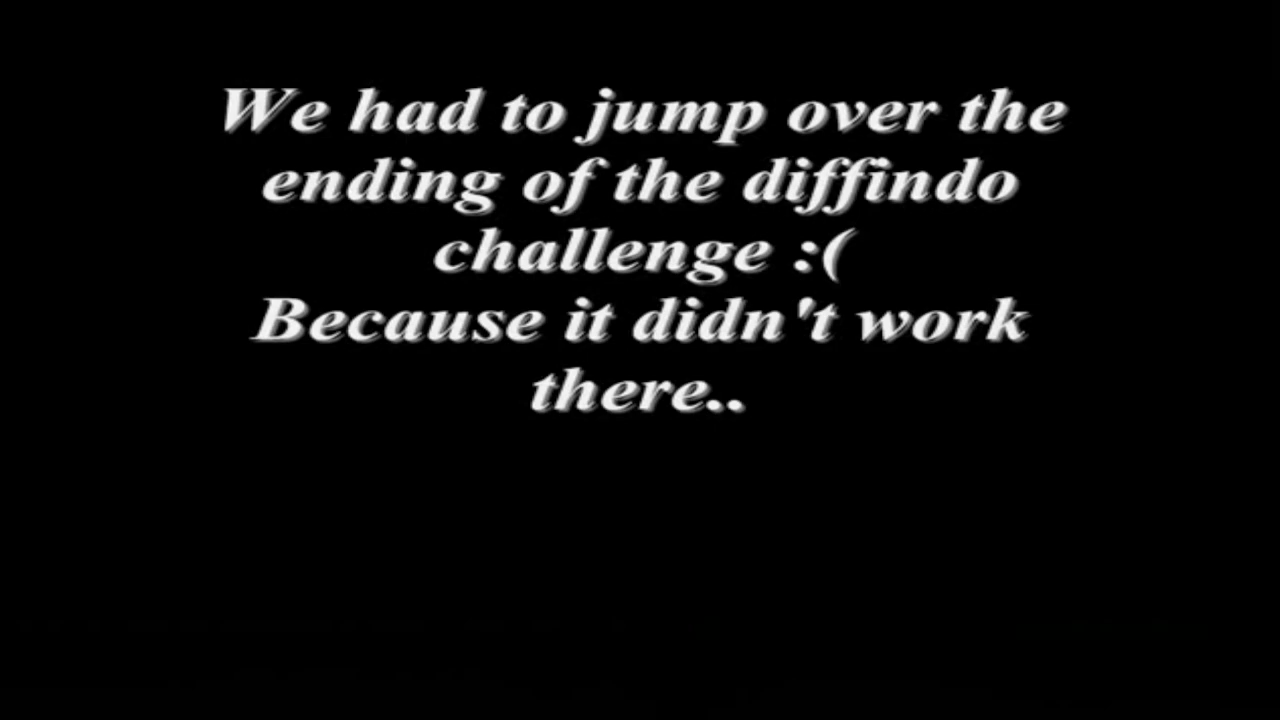 We had to jump over the
ending of the diffindo
challenge :(
Because it didn't work
there..